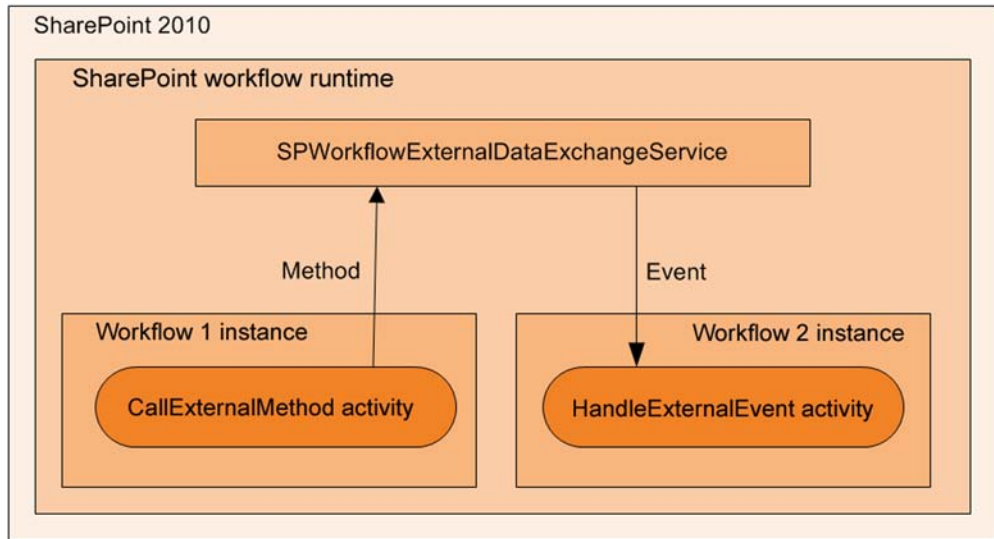 SharePoint 2010
SharePoint workflow runtime
SPWorkflowExternalDataExchangeService
Method
Event
Workflow 1 instance
Workflow 2 instance
CallExternalMethod activity
HandleExternalEvent activity